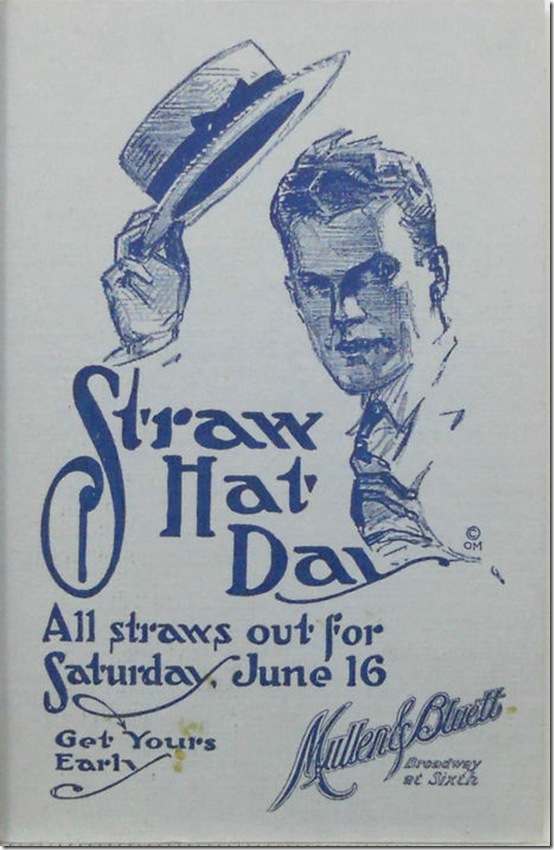 Straw
Hat
Day
© OM
All straws out for
Saturday, June 16
Get Yours
Early
Mullen & Bluett
Broadway
at Sixth